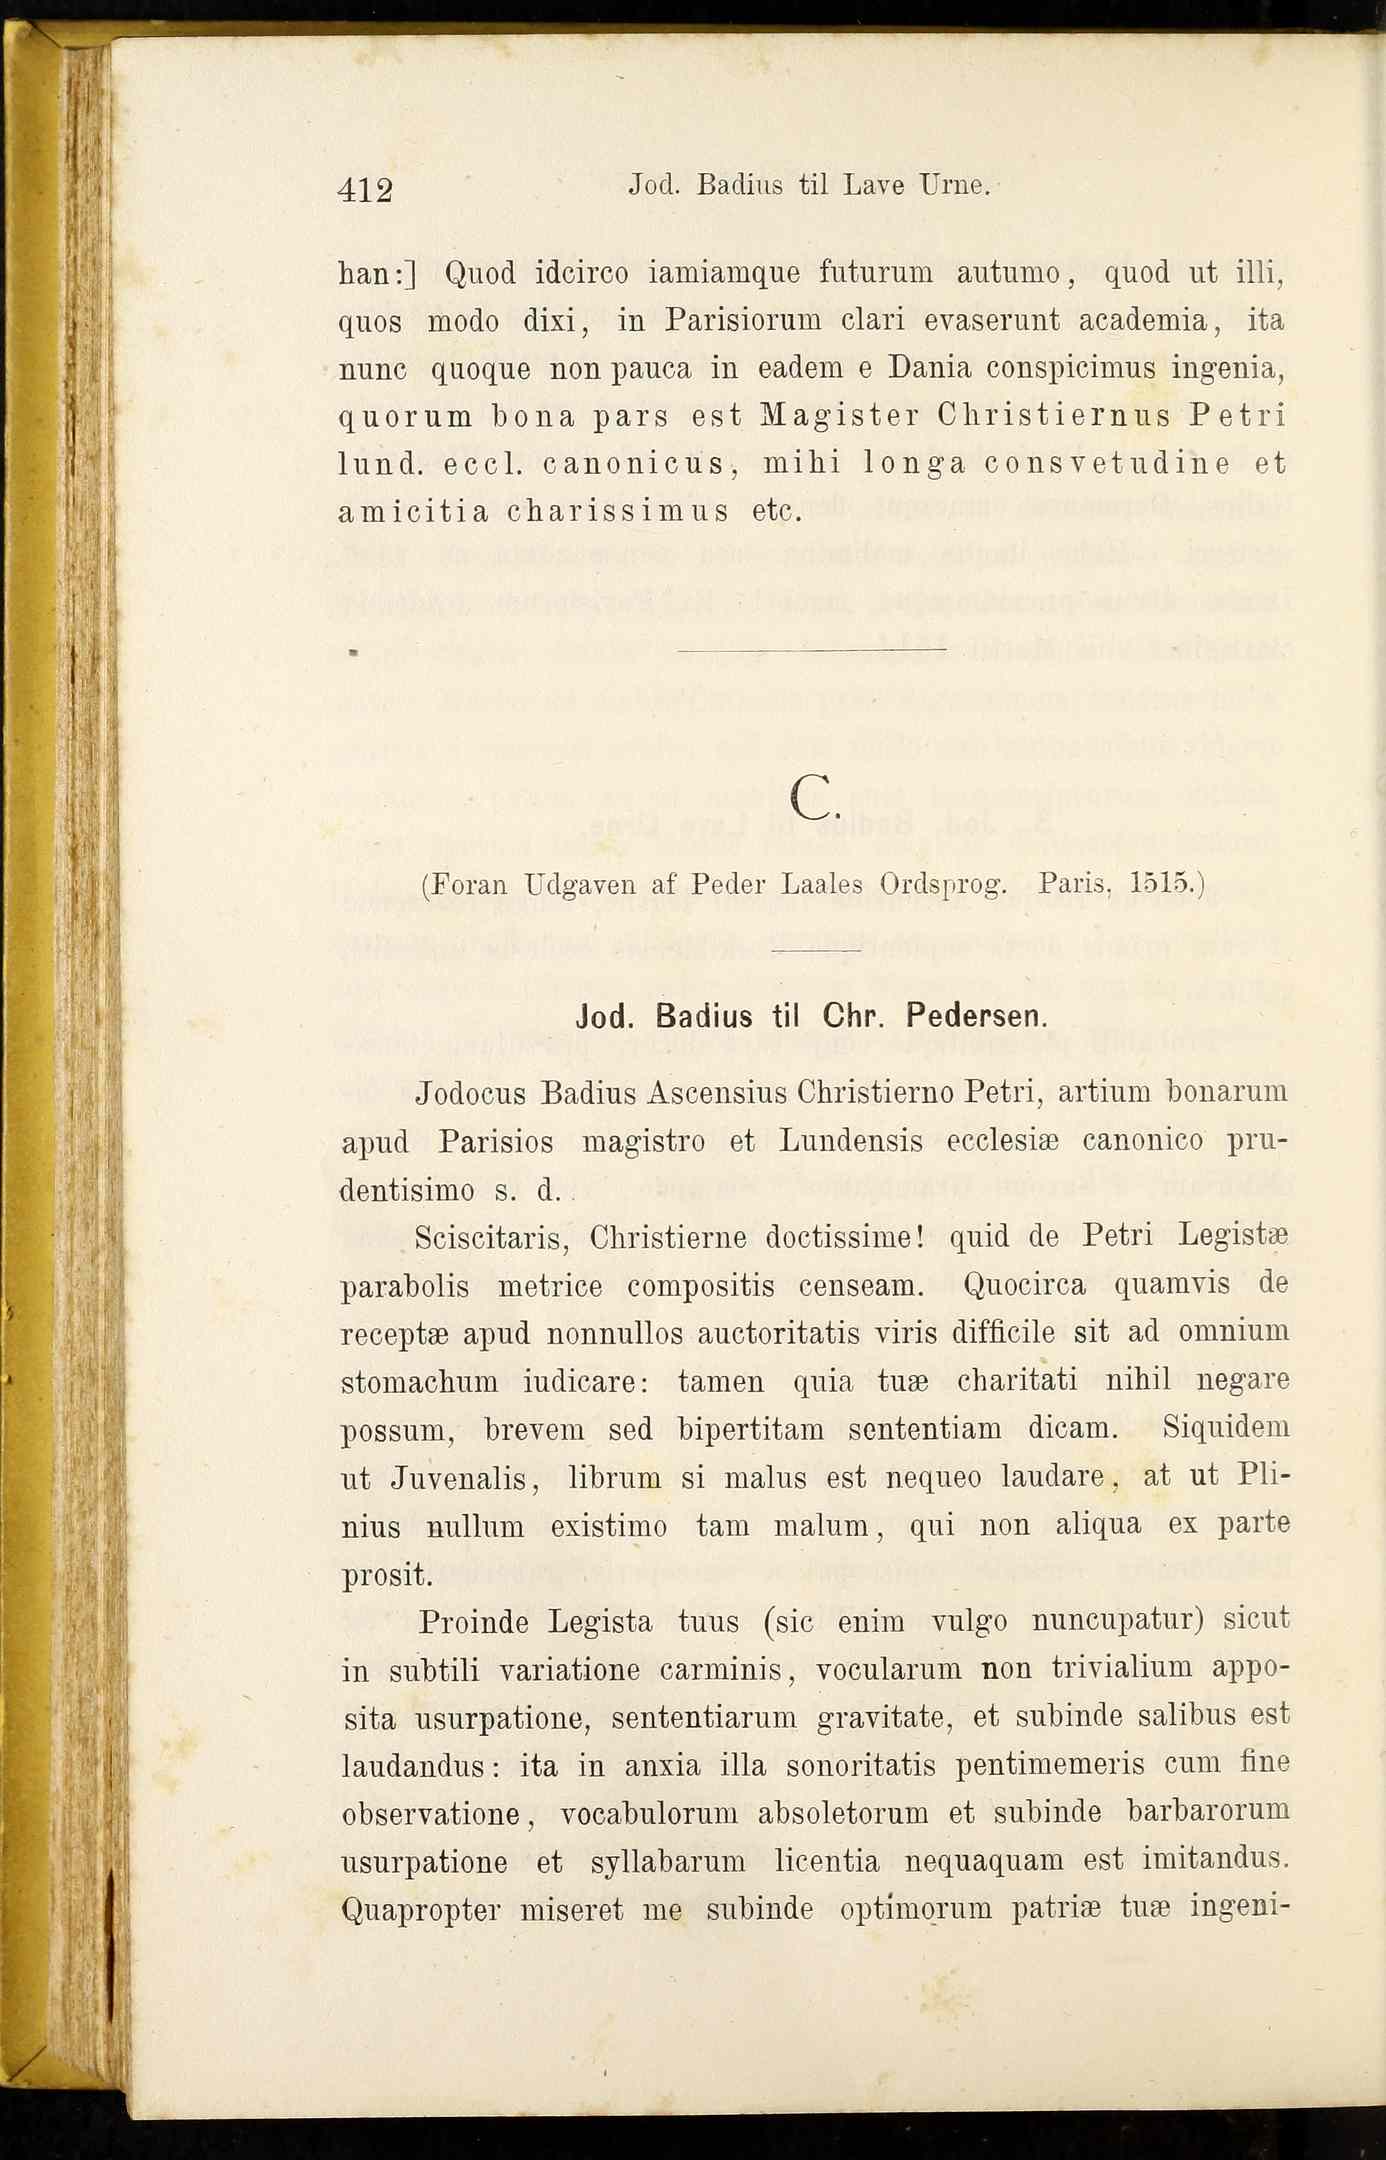 412 Jod. Badius til Lave Urne.
han:] Quod idcirco iamiamque futurum autumo, quod ut illi,
quos modo dixi, in Parisiorum clari evaserunt academia, ita
nunc quoque non pauca in eadem e Dania conspicimus ingenia,
quorum bona pars est Magister Christiernus Petri
lund. eccl. canonicus, mihi longa consvetudine et
amicitia charissimus etc.
C.
(Foran Udgaven af Peder Laales Ordsprog. Paris, 1515.)
Jod. Badius til Chr. Pedersen.
Jodocus Badius Ascensius Christierno Petri, artium bonarum
apud Parisios magistro et Lundensis ecclesiæ canonico pru-
dentisimo s. d.
Sciscitaris, Christierne doctissime! quid de Petri Legistæ
parabolis metrice compositis censeam. Quocirca quamvis de
receptæ apud nonnullos auctoritatis viris difficile sit ad omnium
stomachum iudicare: tamen quia tuæ charitati nihil negare
possum, brevem sed bipertitam sententiam dicam. Siquidem
ut Juvenalis, librum si malus est nequeo laudare, at ut Pli-
nius nullum existimo tam malum, qui non aliqua ex parte
prosit.
Proinde Legista tuus (sic enim vulgo nuncupatur) sicut
in subtili variatione carminis, vocularum non trivialium appo-
sita usurpatione, sententiarum gravitate, et subinde salibus est
laudandus: ita in anxia illa sonoritatis pentimemeris cum fine
observatione, vocabulorum absoletorum et subinde barbarorum
usurpatione et syllabarum licentia nequaquam est imitandus.
Quapropter miseret me subinde optimorum patriæ tuæ ingeni-